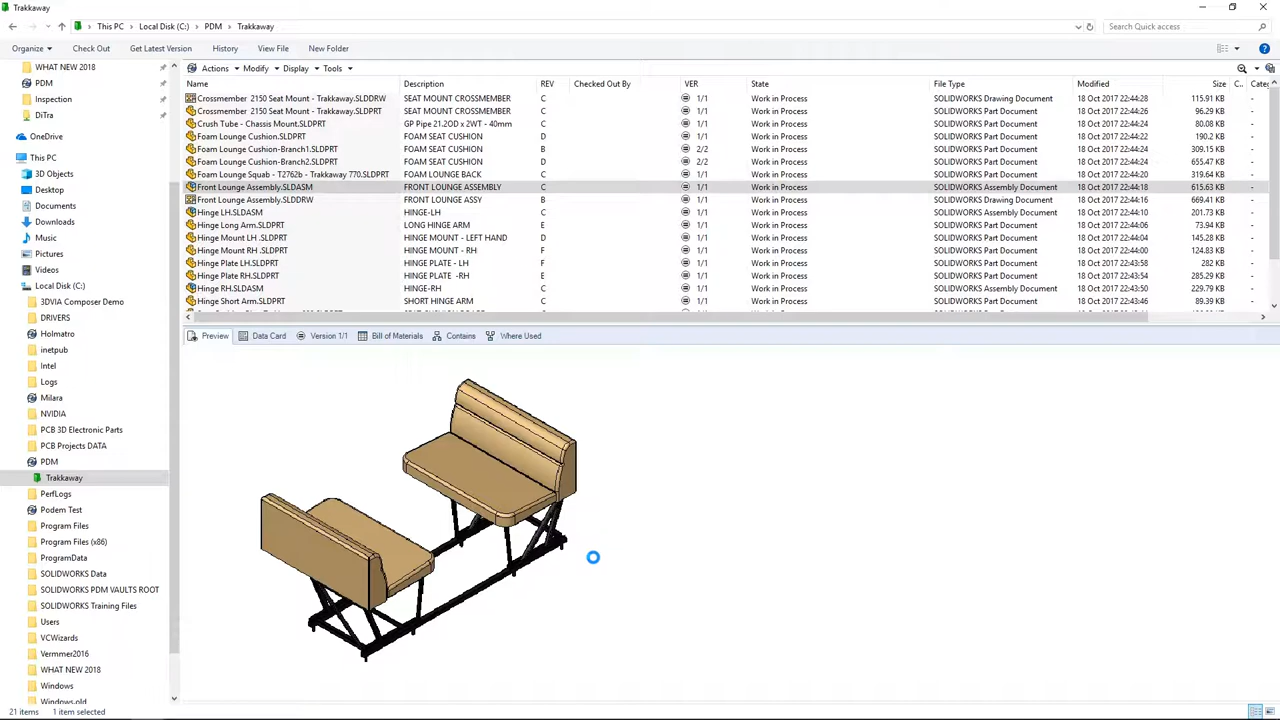 Trakkaway
This PC › Local Disk (C:) › PDM › Trakkaway
Search Quick access
Organize Check Out Get Latest Version History View File New Folder
WHAT NEW 2018
PDM
Inspection
DiTra
OneDrive
This PC
3D Objects
Desktop
Documents
Downloads
Music
Pictures
Videos
Local Disk (C:)
3DVIA Composer Demo
DRIVERS
Holmatro
inetpub
Intel
Logs
Milara
NVIDIA
PCB 3D Electronic Parts
PCB Projects DATA
PDM
Trakkaway
PerfLogs
Podem Test
Program Files
Program Files (x86)
ProgramData
SOLIDWORKS Data
SOLIDWORKS PDM VAULTS ROOT
SOLIDWORKS Training Files
Users
VCWizards
Vermmer2016
WHAT NEW 2018
Windows
Windows.old
Actions Modify Display Tools
Name Description REV Checked Out By VER State File Type Modified Size C.. Categ
Crossmember 2150 Seat Mount - Trakkaway.SLDDRW SEAT MOUNT CROSSMEMBER C 1/1 Work in Process SOLIDWORKS Drawing Document 18 Oct 2017 22:44:28 115.91 KB -
Crossmember 2150 Seat Mount - Trakkaway.SLDPRT SEAT MOUNT CROSSMEMBER C 1/1 Work in Process SOLIDWORKS Part Document 18 Oct 2017 22:44:26 96.29 KB -
Crush Tube - Chassis Mount.SLDPRT GP Pipe 21.2OD x 2WT - 40mm C 1/1 Work in Process SOLIDWORKS Part Document 18 Oct 2017 22:44:24 80.08 KB -
Foam Lounge Cushion.SLDPRT FOAM SEAT CUSHION D 1/1 Work in Process SOLIDWORKS Part Document 18 Oct 2017 22:44:26 190.2 KB -
Foam Lounge Cushion-Branch1.SLDPRT FOAM SEAT CUSHION B 2/2 Work in Process SOLIDWORKS Part Document 18 Oct 2017 22:44:24 309.15 KB -
Foam Lounge Cushion-Branch2.SLDPRT FOAM SEAT CUSHION D 2/2 Work in Process SOLIDWORKS Part Document 18 Oct 2017 22:44:24 655.47 KB -
Foam Lounge Squab - T2762b - Trakkaway 770.SLDPRT FOAM LOUNGE BACK C 1/1 Work in Process SOLIDWORKS Part Document 18 Oct 2017 22:44:20 319.64 KB -
Front Lounge Assembly.SLDASM FRONT LOUNGE ASSEMBLY C 1/1 Work in Process SOLIDWORKS Assembly Document 18 Oct 2017 22:44:18 615.63 KB -
Front Lounge Assembly.SLDDRW FRONT LOUNGE ASSY B 1/1 Work in Process SOLIDWORKS Drawing Document 18 Oct 2017 22:44:16 669.41 KB -
Hinge LH.SLDASM HINGE-LH C 1/1 Work in Process SOLIDWORKS Assembly Document 18 Oct 2017 22:44:10 201.73 KB -
Hinge Long Arm.SLDPRT LONG HINGE ARM E 1/1 Work in Process SOLIDWORKS Part Document 18 Oct 2017 22:44:06 73.94 KB -
Hinge Mount LH .SLDPRT HINGE MOUNT - LEFT HAND D 1/1 Work in Process SOLIDWORKS Part Document 18 Oct 2017 22:44:04 145.28 KB -
Hinge Mount RH .SLDPRT HINGE MOUNT - RH F 1/1 Work in Process SOLIDWORKS Part Document 18 Oct 2017 22:44:02 124.83 KB -
Hinge Plate LH.SLDPRT HINGE PLATE - LH F 1/1 Work in Process SOLIDWORKS Part Document 18 Oct 2017 22:43:58 282 KB -
Hinge Plate RH.SLDPRT HINGE PLATE -RH E 1/1 Work in Process SOLIDWORKS Part Document 18 Oct 2017 22:43:54 285.29 KB -
Hinge RH.SLDASM HINGE-RH C 1/1 Work in Process SOLIDWORKS Assembly Document 18 Oct 2017 22:43:50 229.79 KB -
Hinge Short Arm.SLDPRT SHORT HINGE ARM C 1/1 Work in Process SOLIDWORKS Part Document 18 Oct 2017 22:43:46 89.39 KB -
Preview Data Card Version 1/1 Bill of Materials Contains Where Used
21 items 1 item selected